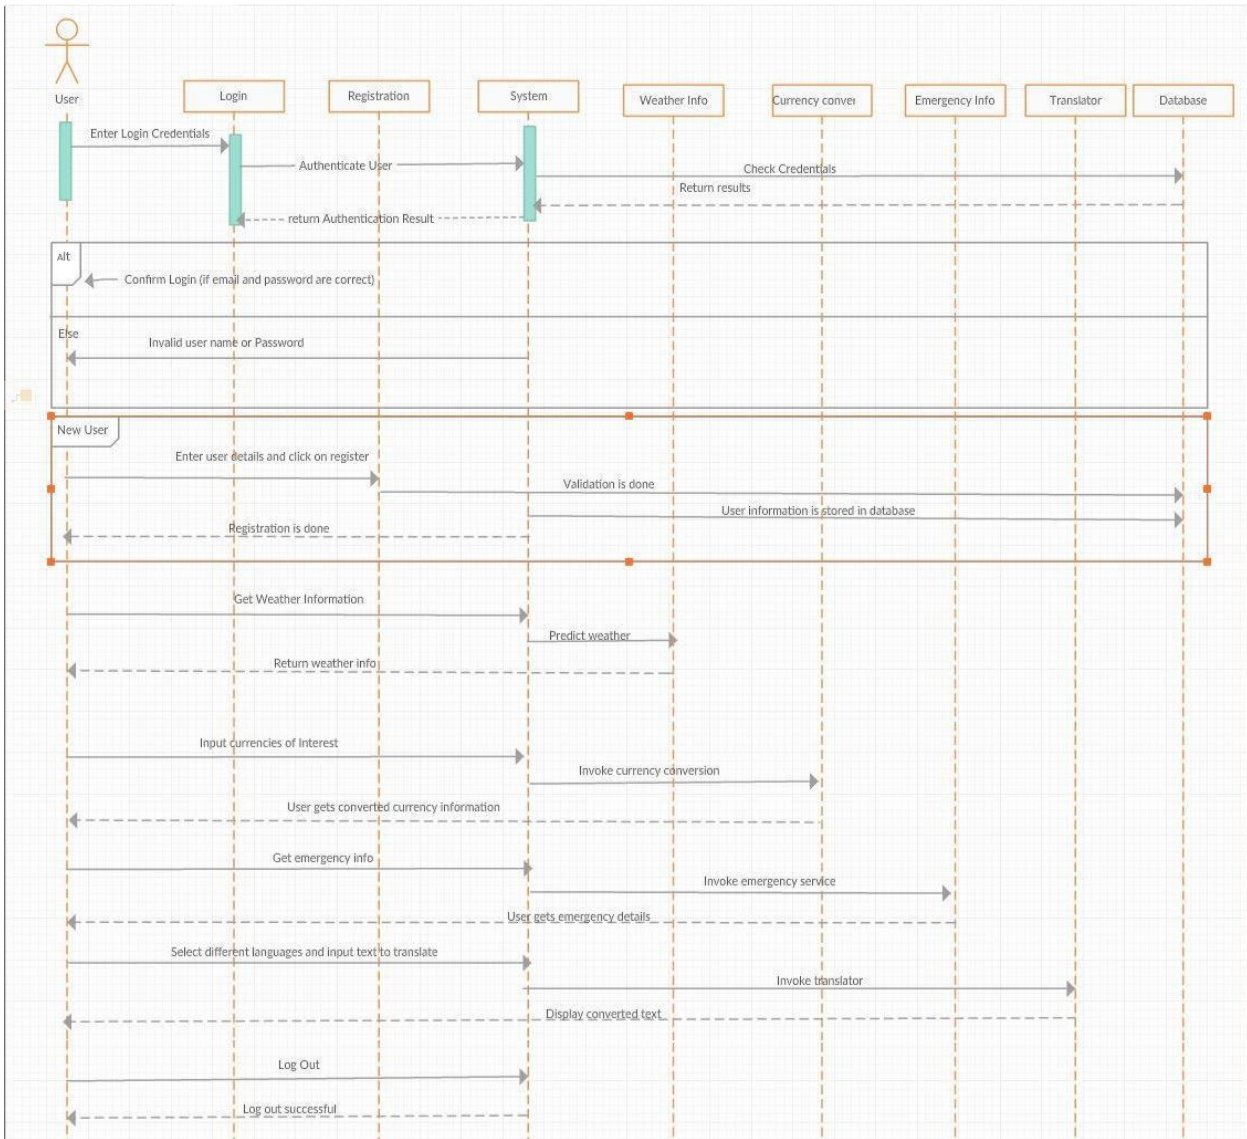 User
Login
Registration
System
Weather Info
Currency conver
Emergency Info
Translator
Database
Enter Login Credentials
Authenticate User
Check Credentials
Return results
return Authentication Result
Alt
Confirm Login (if email and password are correct)
Else
Invalid user name or Password
New User
Enter user details and click on register
Validation is done
User information is stored in database
Registration is done
Get Weather Information
Predict weather
Return weather info
Input currencies of Interest
Invoke currency conversion
User gets converted currency information
Get emergency info
Invoke emergency service
User gets emergency details
Select different languages and input text to translate
Invoke translator
Display converted text
Log Out
Log out successful